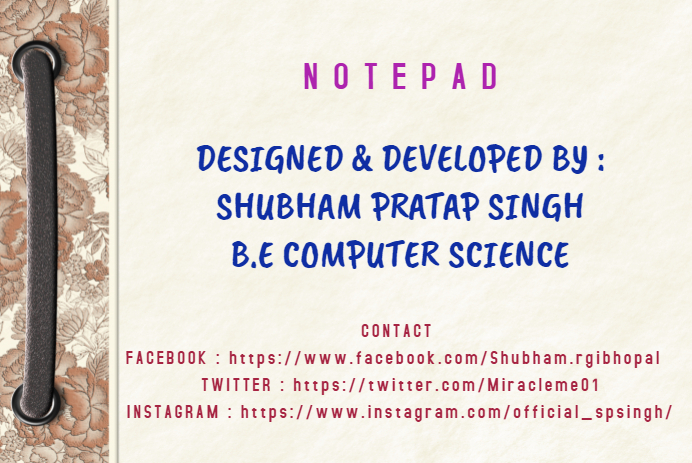 NOTEPAD
DESIGNED & DEVELOPED BY :
SHUBHAM PRATAP SINGH
B.E COMPUTER SCIENCE
CONTACT
FACEBOOK : https://www.facebook.com/Shubham.rgibhopal
TWITTER : https://twitter.com/Miracleme01
INSTAGRAM : https://www.instagram.com/official_spsingh/